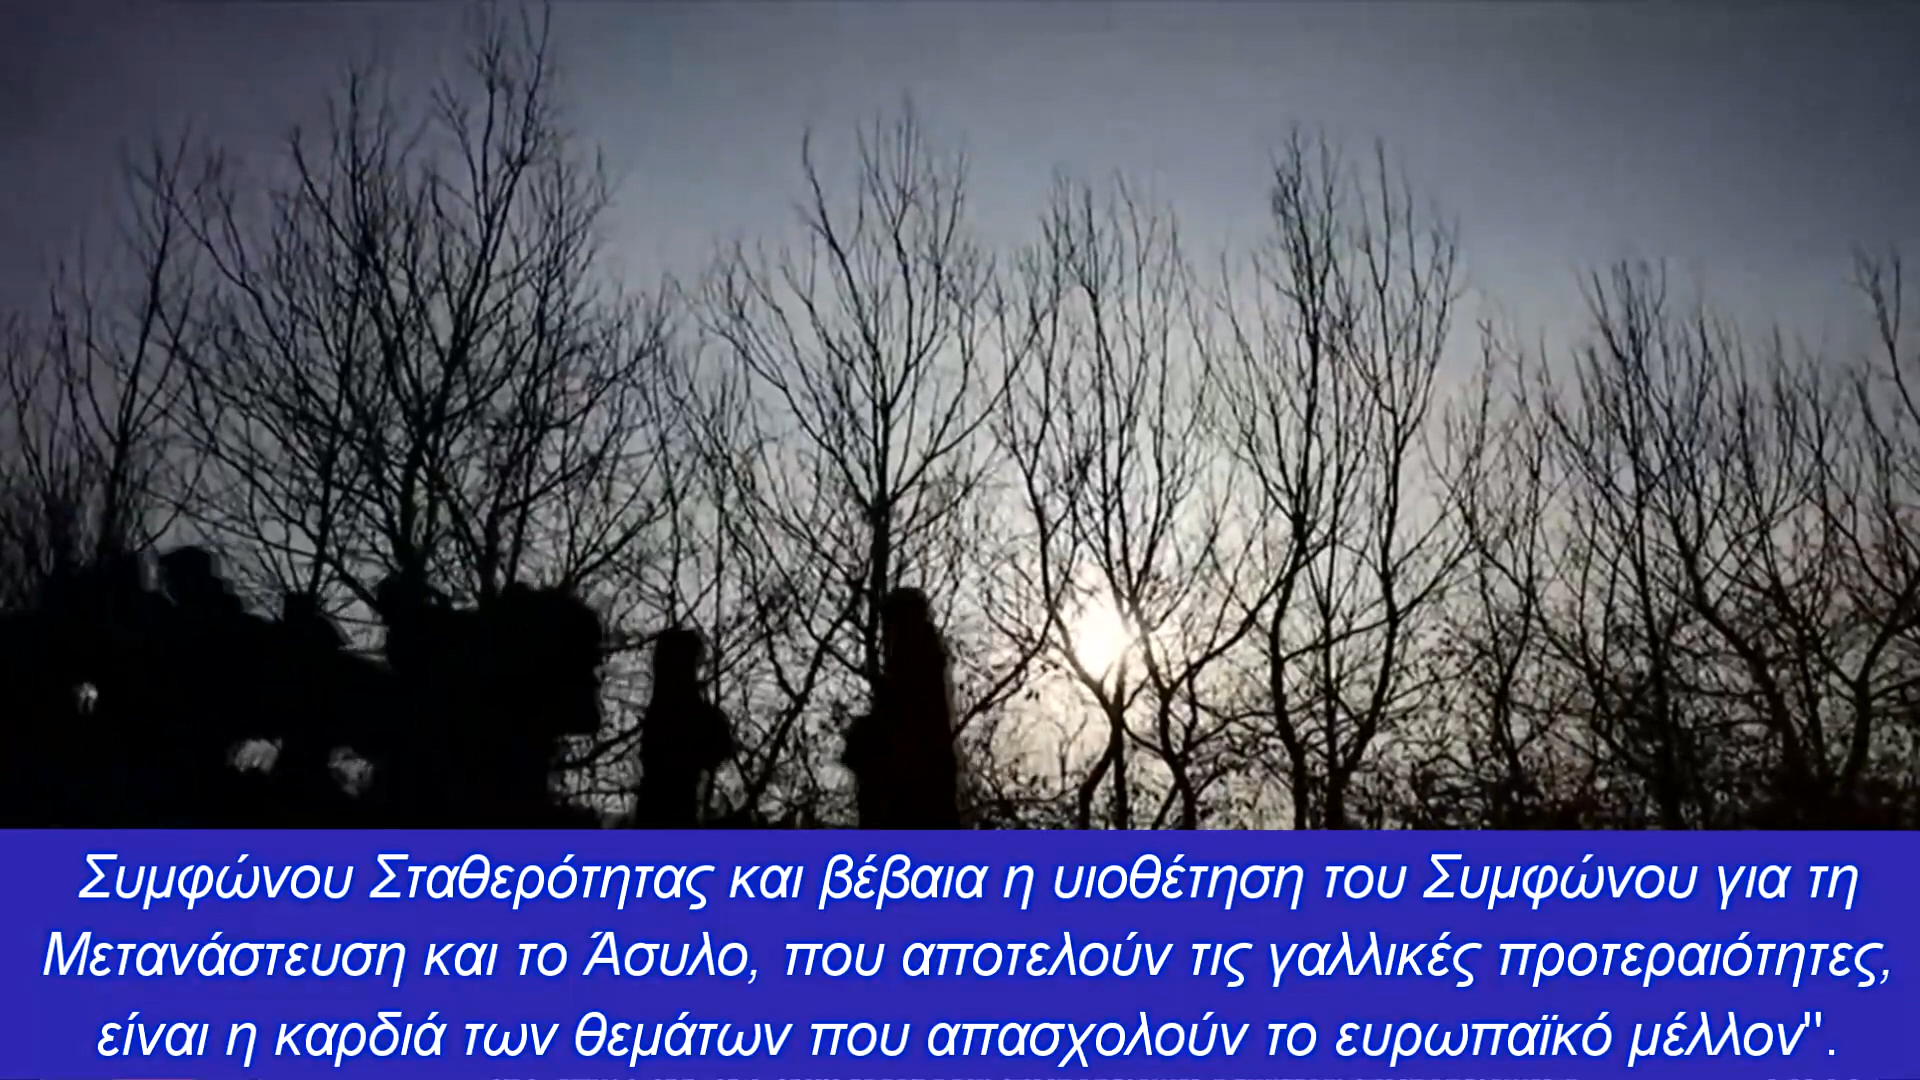 Συμφώνου Σταθερότητας και βέβαια η υιοθέτηση του Συμφώνου για τη
Μετανάστευση και το Άσυλο, που αποτελούν τις γαλλικές προτεραιότητες,
είναι η καρδιά των θεμάτων που απασχολούν το ευρωπαϊκό μέλλον".